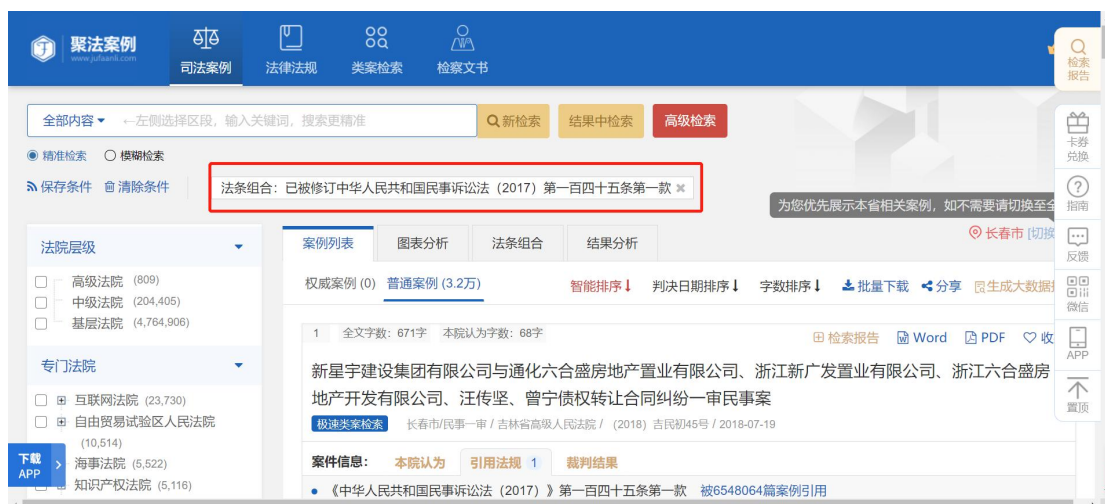 聚法案例
www.jufaanli.com
司法案例
法律法规
类案检索
检察文书
检索
报告
全部内容
←左侧选择区段，输入关键词，搜索更精准
新检索
结果中检索
高级检索
卡券
兑换
精准检索
模糊检索
保存条件
清除条件
法条组合：已被修订中华人民共和国民事诉讼法（2017）第一百四十五条第一款 ×
为您优先展示本省相关案例，如不需要请切换至全
指南
长春市 [切换
反馈
法院层级
案例列表
图表分析
法条组合
结果分析
高级法院 (809)
中级法院 (204,405)
基层法院 (4,764,906)
权威案例 (0)
普通案例 (3.2万)
智能排序
判决日期排序
字数排序
批量下载
分享
生成大数据
微信
1 全文字数：671字 本院认为字数：68字
检索报告
Word
PDF
收
APP
专门法院
新星宇建设集团有限公司与通化六合盛房地产置业有限公司、浙江新广发置业有限公司、浙江六合盛房
地产开发有限公司、汪传坚、曾宁债权转让合同纠纷一审民事案
置顶
互联网法院 (23,730)
自由贸易试验区人民法院
(10,514)
海事法院 (5,522)
知识产权法院 (5,116)
极速类案检索
长春市/民事一审 / 吉林省高级人民法院 / （2018）吉民初45号 / 2018-07-19
下载
APP
案件信息：
本院认为
引用法规 1
裁判结果
• 《中华人民共和国民事诉讼法（2017）》第一百四十五条第一款 被6548064篇案例引用